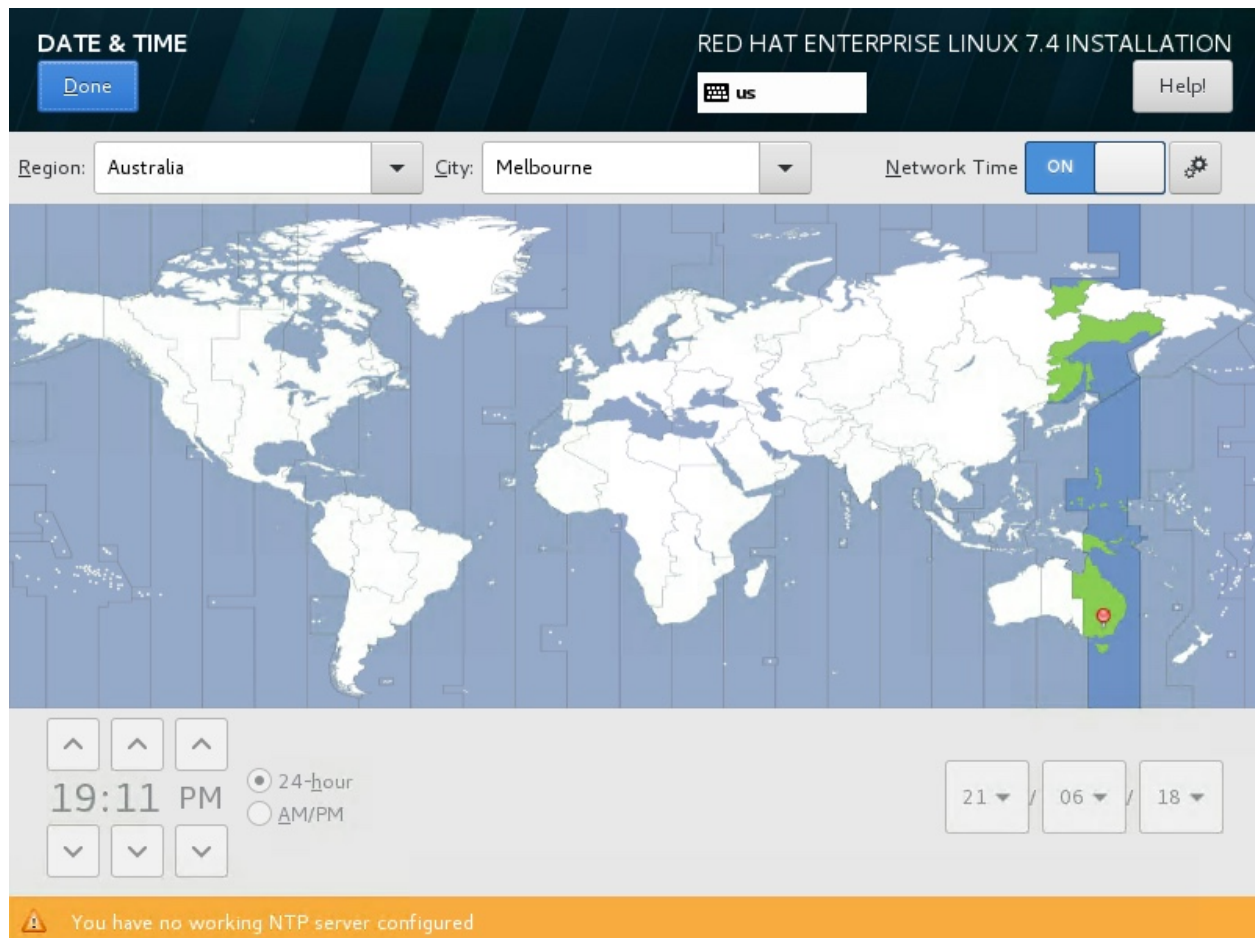 DATE & TIME
RED HAT ENTERPRISE LINUX 7.4 INSTALLATION
Done
us
Help!
Region: Australia City: Melbourne Network Time ON
19:11 PM
24-hour
AM/PM
21 / 06 / 18
You have no working NTP server configured